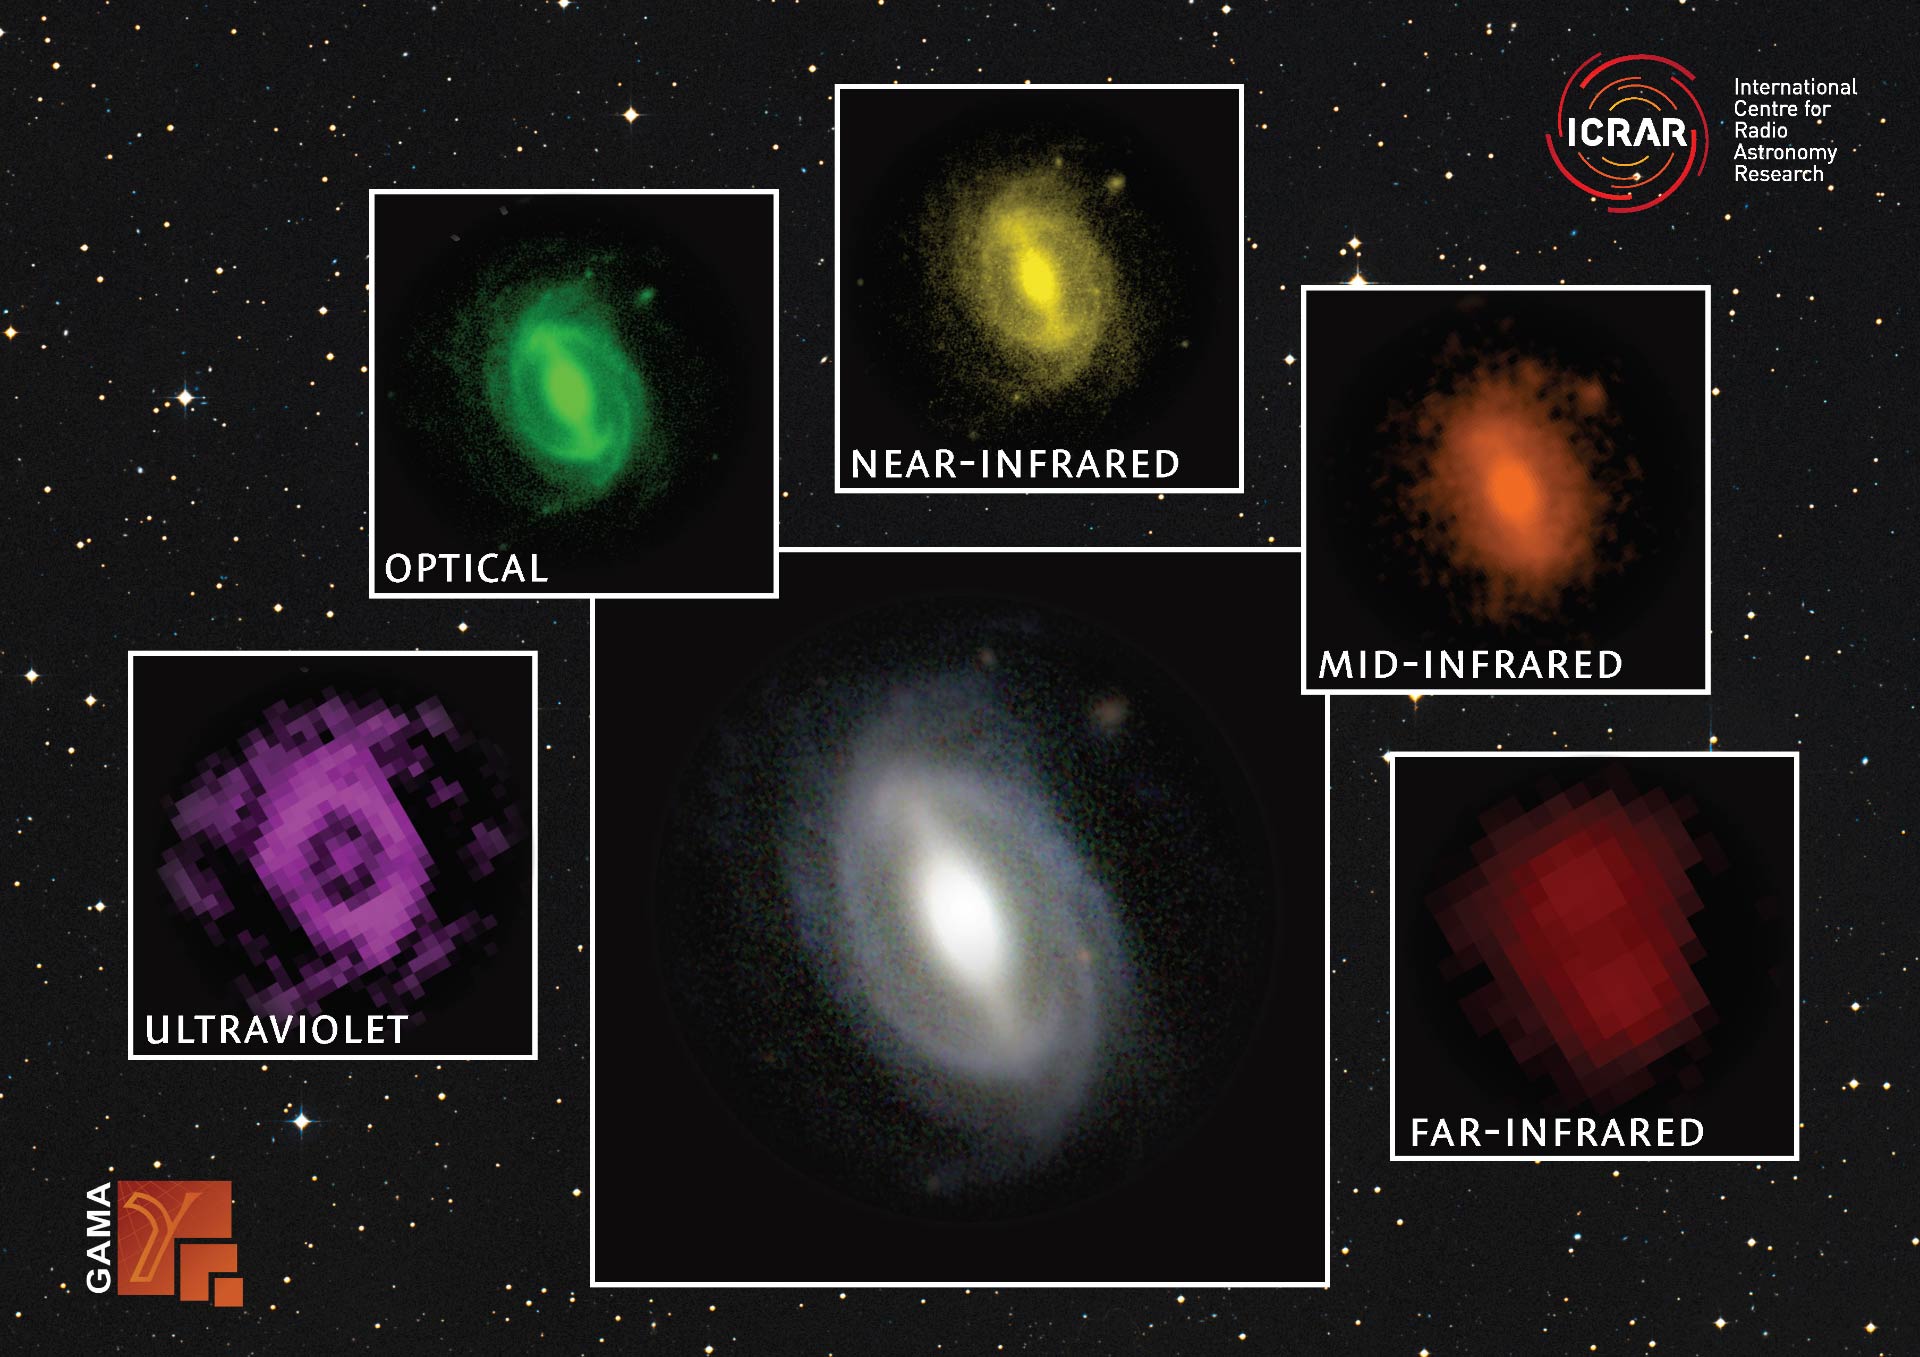 ICRAR
International
Centre for
Radio
Astronomy
Research
NEAR-INFRARED
OPTICAL
MID-INFRARED
ULTRAVIOLET
FAR-INFRARED
GAMA
γ